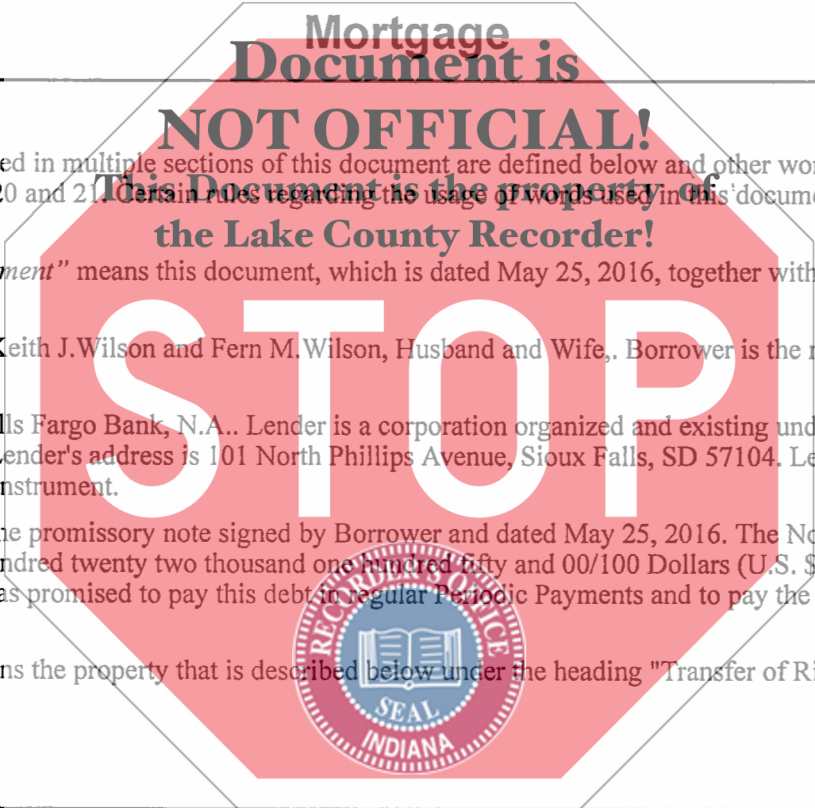 Mortgage
Document is
NOT OFFICIAL!
ed in multiple sections of this document are defined below and other wor
20 and 21. Certain rules regarding the usage of words used in this docume
This Document is the property of
the Lake County Recorder!
ment" means this document, which is dated May 25, 2016, together with
Keith J.Wilson and Fern M.Wilson, Husband and Wife,. Borrower is the
STOP
lls Fargo Bank, N.A.. Lender is a corporation organized and existing und
Lender's address is 101 North Phillips Avenue, Sioux Falls, SD 57104. Le
nstrument.
he promissory note signed by Borrower and dated May 25, 2016. The No
ndred twenty two thousand one hundred fifty and 00/100 Dollars (U.S. $
as promised to pay this debt in regular Periodic Payments and to pay the
RECORDER'S OFFICE
ns the property that is described below under the heading "Transfer of Ri
SEAL
INDIANA